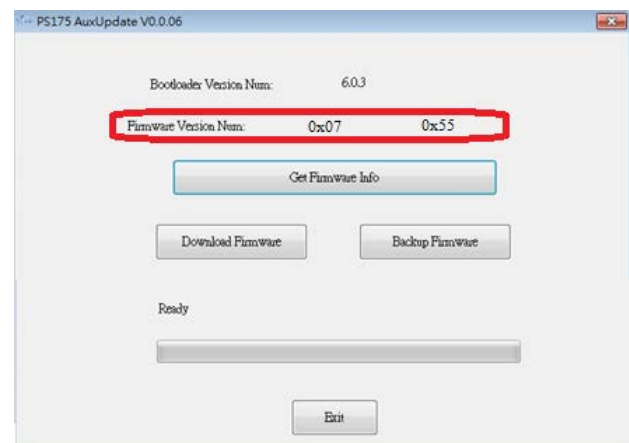 PS175 AuxUpdate V0.0.06
Bootloader Version Num: 6.0.3
Firmware Version Num: 0x07 0x55
Get Firmware Info
Download Firmware Backup Firmware
Ready
Exit